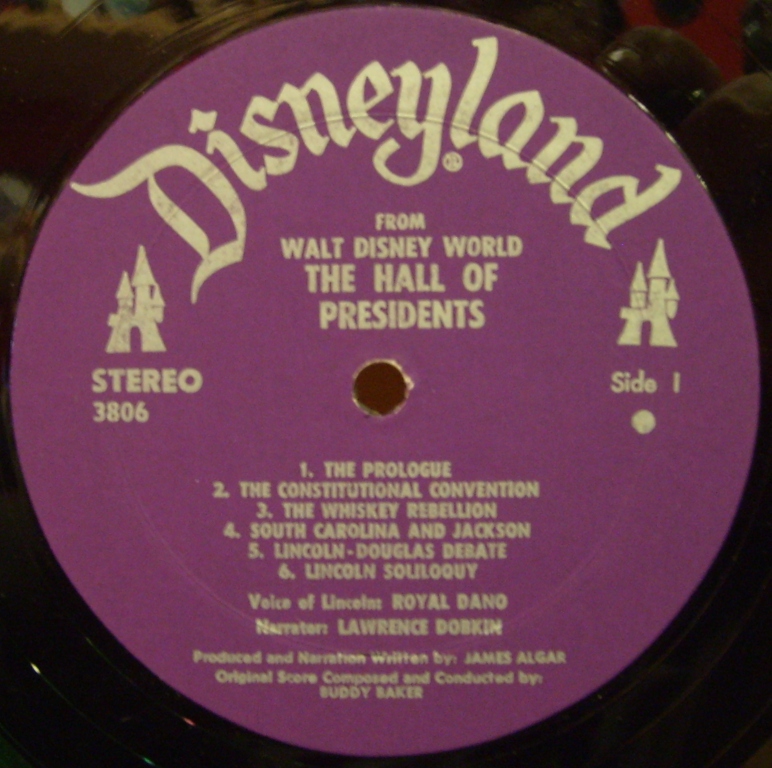 Disneyland
®
FROM
WALT DISNEY WORLD
THE HALL OF
PRESIDENTS
STEREO
3806
Side 1
1. THE PROLOGUE
2. THE CONSTITUTIONAL CONVENTION
3. THE WHISKEY REBELLION
4. SOUTH CAROLINA AND JACKSON
5. LINCOLN-DOUGLAS DEBATE
6. LINCOLN SOLILOQUY
Voice of Lincoln: ROYAL DANO
Narrator: LAWRENCE DOBKIN
Produced and Narration Written by: JAMES ALGAR
Original Score Composed and Conducted by:
BUDDY BAKER